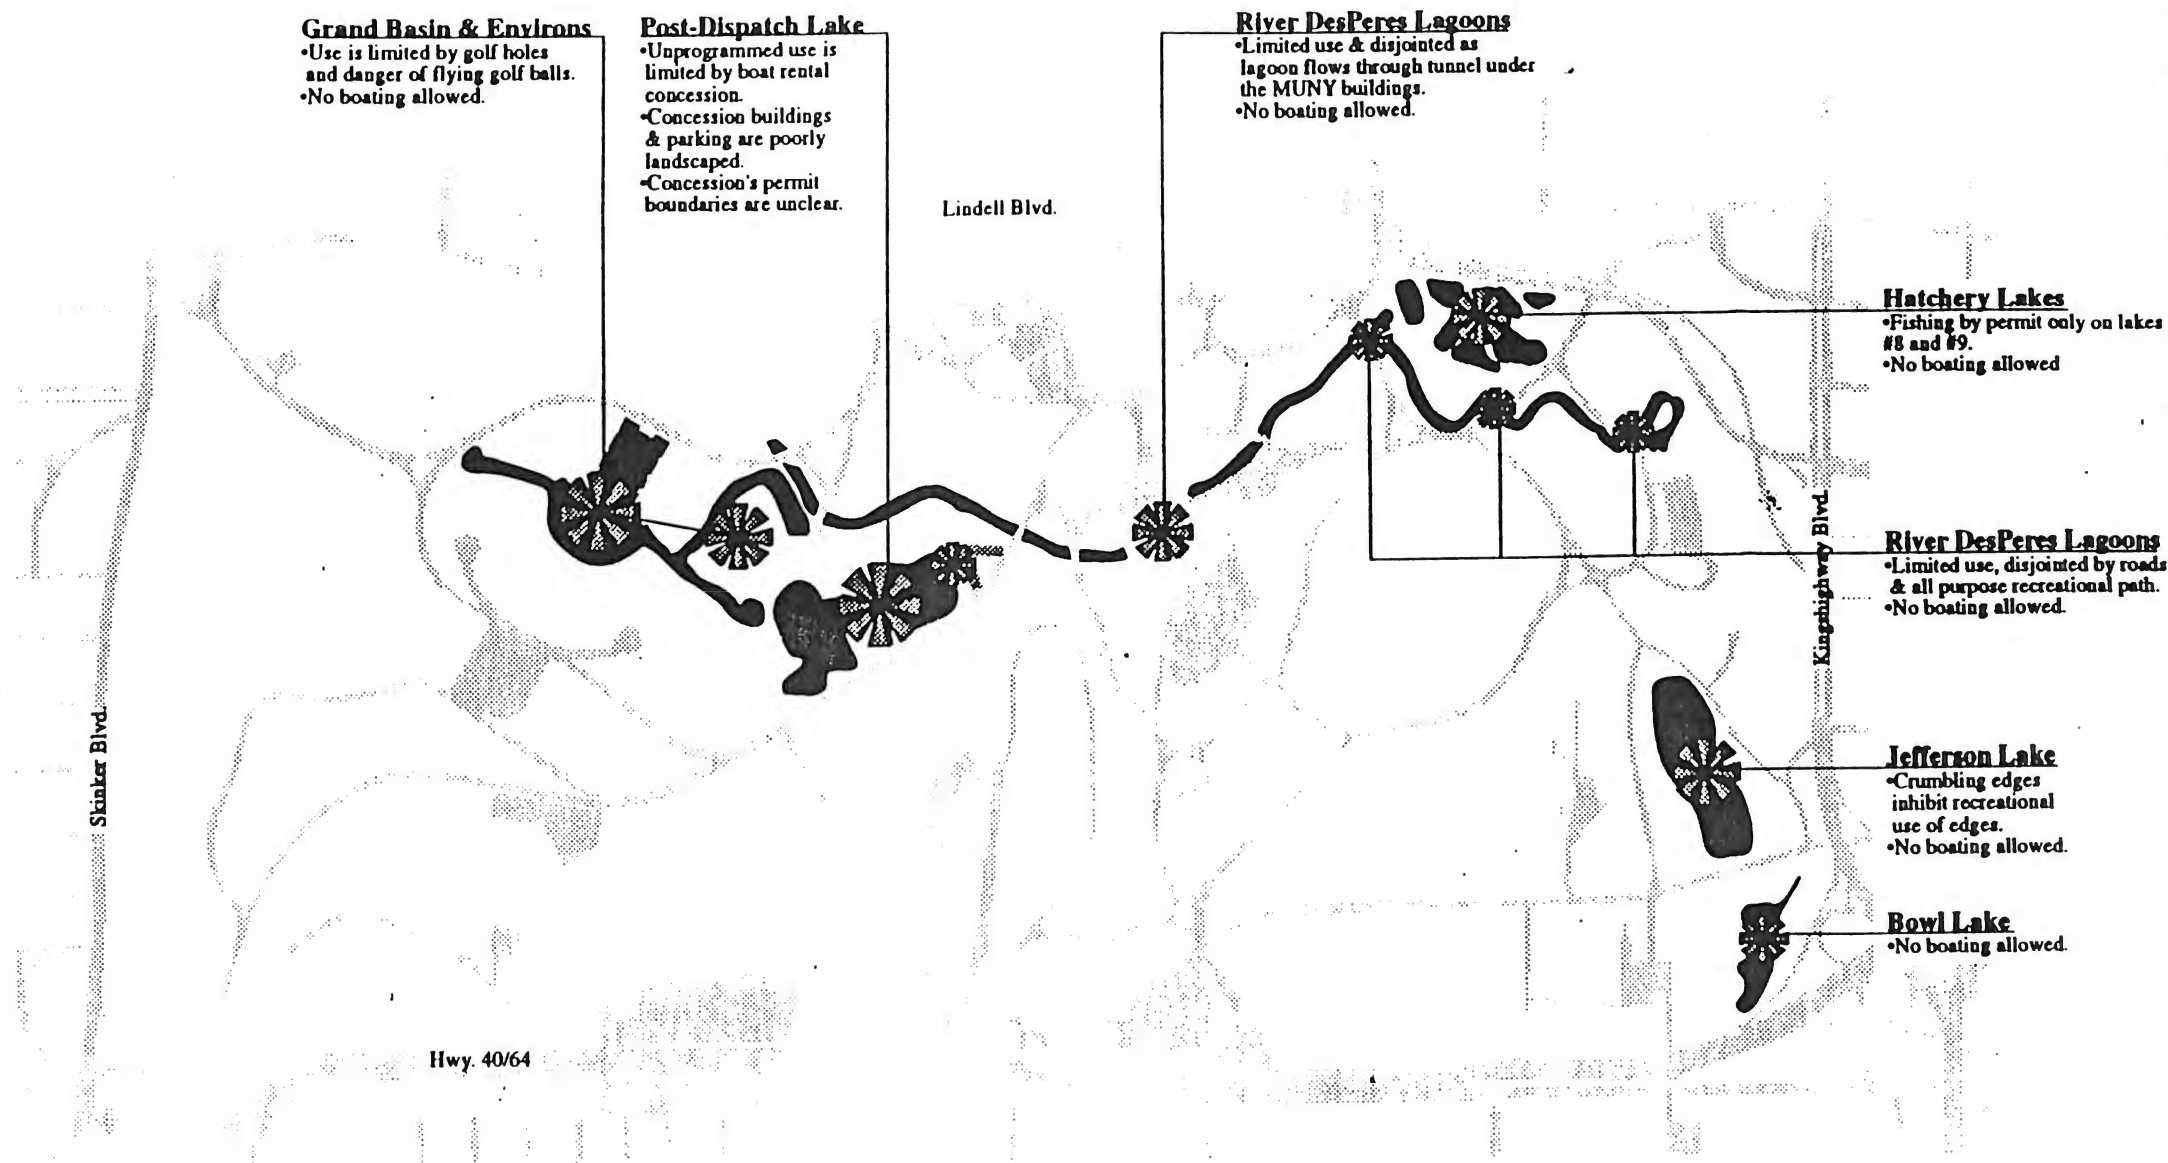 Grand Basin & Environs
•Use is limited by golf holes
and danger of flying golf balls.
•No boating allowed.
Post-Dispatch Lake
•Unprogrammed use is
limited by boat rental
concession.
•Concession buildings
& parking are poorly
landscaped.
•Concession's permit
boundaries are unclear.
River DesPeres Lagoons
•Limited use & disjointed as
lagoon flows through tunnel under
the MUNY buildings.
•No boating allowed.
Lindell Blvd.
Hatchery Lakes
•Fishing by permit only on lakes
#8 and #9.
•No boating allowed
Kingshighway Blvd.
River DesPeres Lagoons
•Limited use, disjointed by roads
& all purpose recreational path.
•No boating allowed.
Skinker Blvd.
Jefferson Lake
•Crumbling edges
inhibit recreational
use of edges.
•No boating allowed.
Bowl Lake
•No boating allowed.
Hwy. 40/64